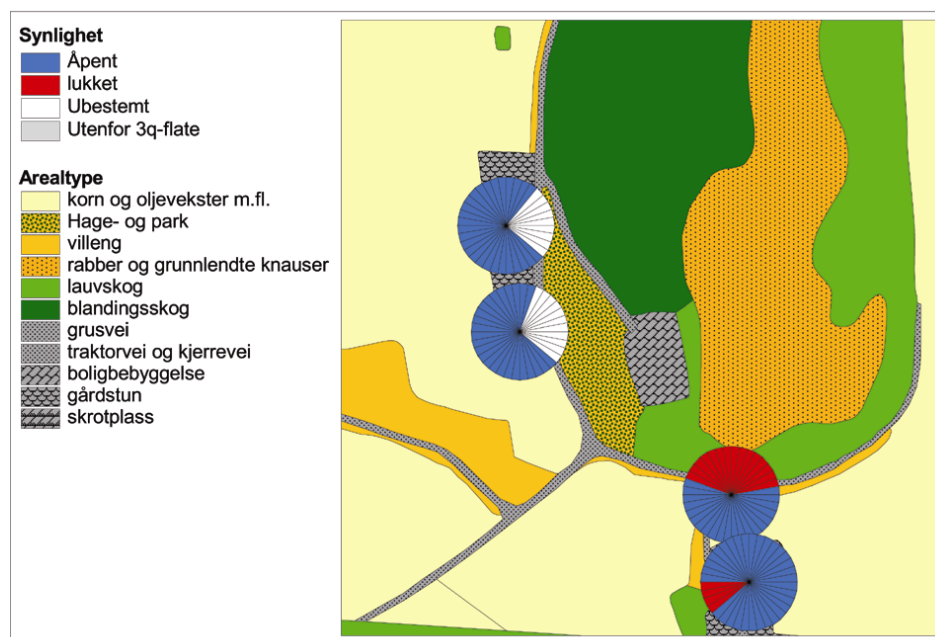 Synlighet
Åpent
lukket
Ubestemt
Utenfor 3q-flate
Arealtype
korn og oljevekster m.fl.
Hage- og park
villeng
rabber og grunnlendte knauser
lauvskog
blandingsskog
grusvei
traktorvei og kjerrevei
boligbebyggelse
gårdstun
skrotplass